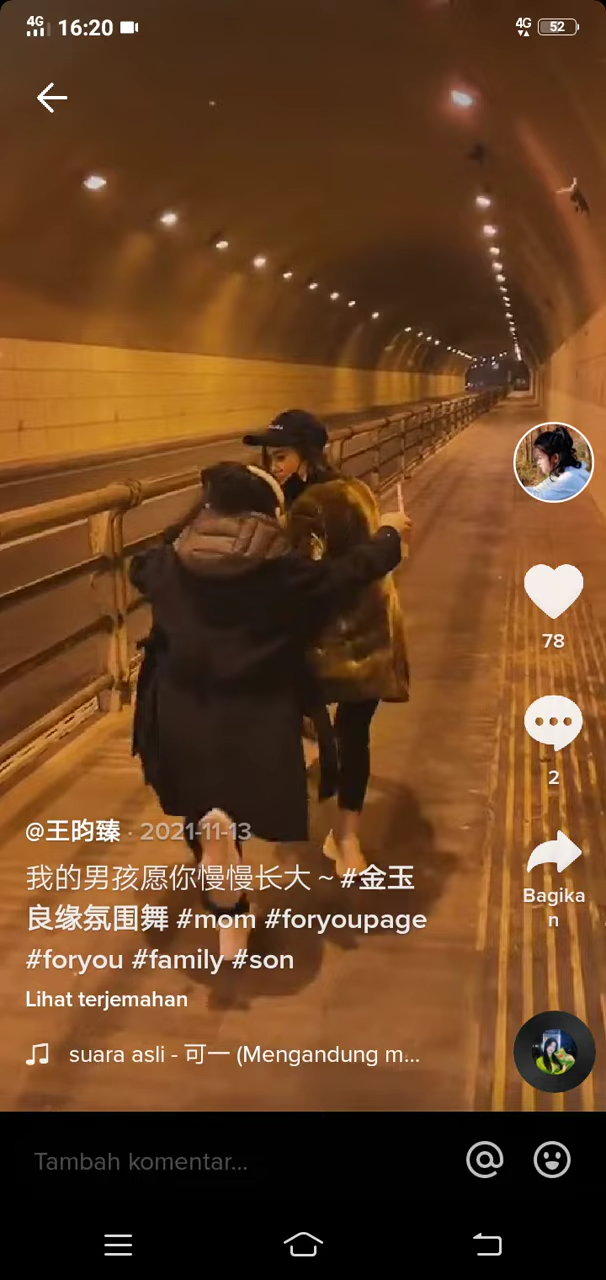 4G 16:20 4G 52
78
2
Bagika
n
@王昀臻 · 2021-11-13
我的男孩愿你慢慢长大 ~ #金玉
良缘氛围舞 #mom #foryoupage
#foryou #family #son
Lihat terjemahan
suara asli - 可一 (Mengandung m...
Tambah komentar...